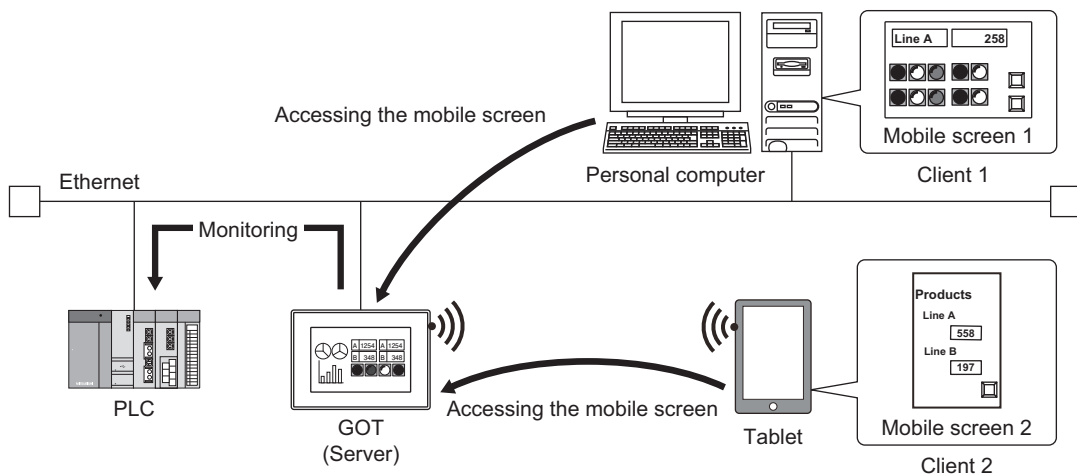 Line A 258
Mobile screen 1
Client 1
Accessing the mobile screen
Personal computer
Ethernet
Monitoring
PLC
A 1254 A 1254
B 348 B 348
GOT
(Server)
Accessing the mobile screen
Tablet
Products
Line A
558
Line B
197
Mobile screen 2
Client 2